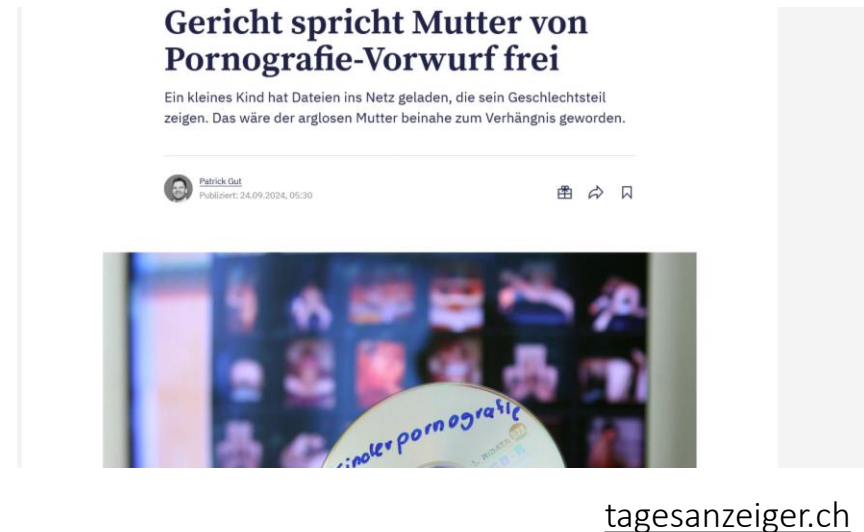 Gericht spricht Mutter von
Pornografie-Vorwurf frei
Ein kleines Kind hat Dateien ins Netz geladen, die sein Geschlechtsteil
zeigen. Das wäre der arglosen Mutter beinahe zum Verhängnis geworden.
Patrick Gut
Publiziert: 24.09.2024, 05:30
Kinderpornografie
tagesanzeiger.ch